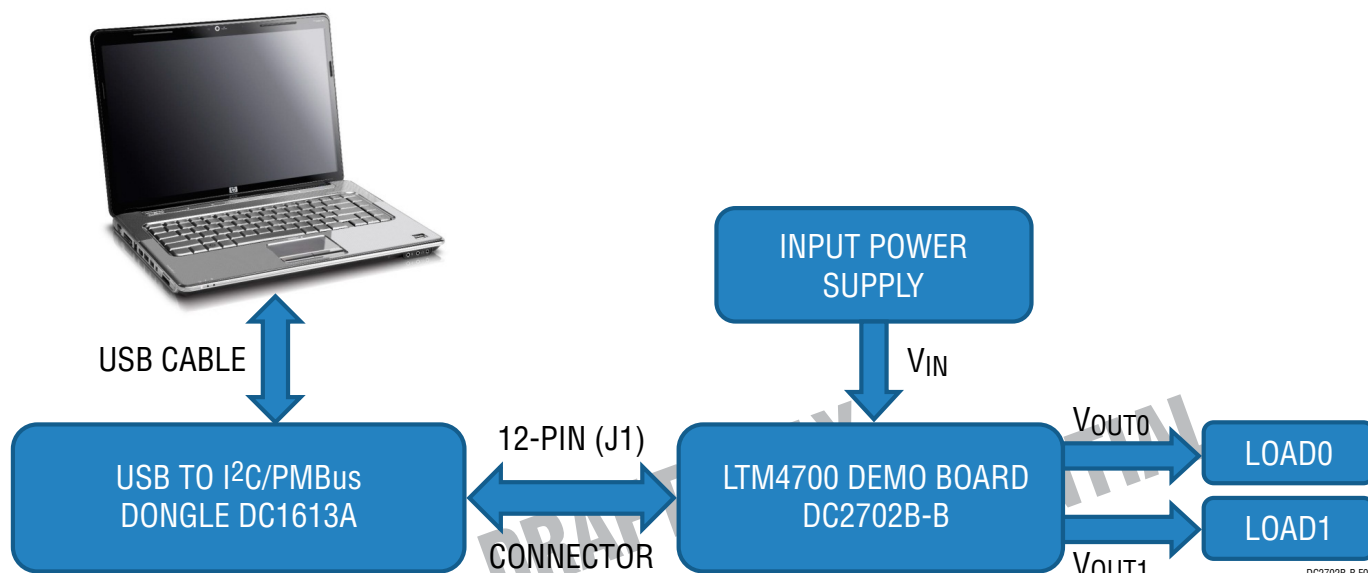 INPUT POWER
SUPPLY
USB CABLE
VIN
12-PIN (J1)
CONNECTOR
USB TO I²C/PMBus
DONGLE DC1613A
LTM4700 DEMO BOARD
DC2702B-B
VOUT0
LOAD0
VOUT1
LOAD1
DRAFT